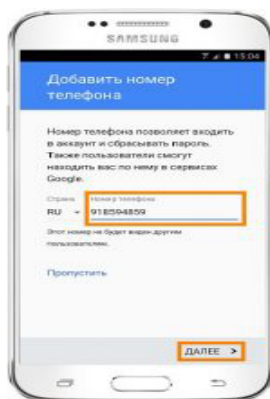 SAMSUNG
15:04
Добавить номер
телефона
Номер телефона позволяет входить
в аккаунт и сбрасывать пароль.
Также пользователи смогут
находить вас по нему в сервисах
Google.
Страна Номер телефона
RU 918594859
Этот номер не будет виден другим
пользователям.
Пропустить
ДАЛЕЕ >